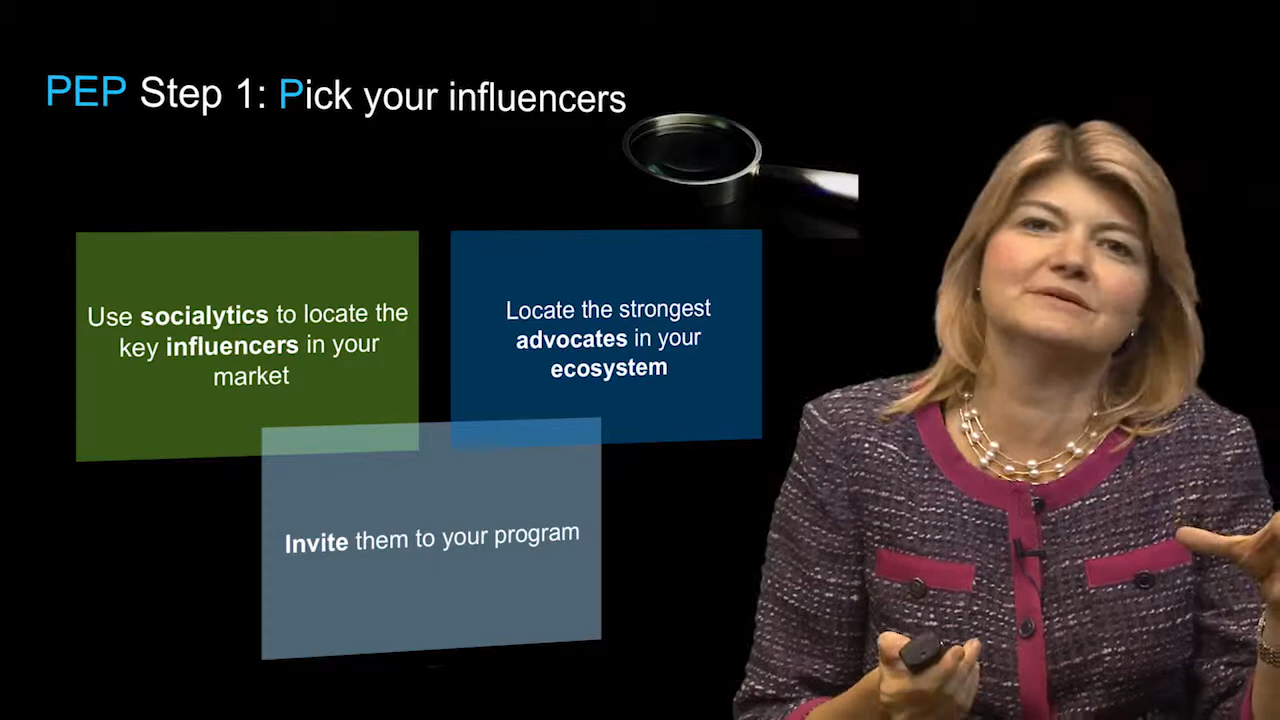 PEP Step 1: Pick your influencers
Use socialytics to locate the
key influencers in your
market
Locate the strongest
advocates in your
ecosystem
Invite them to your program